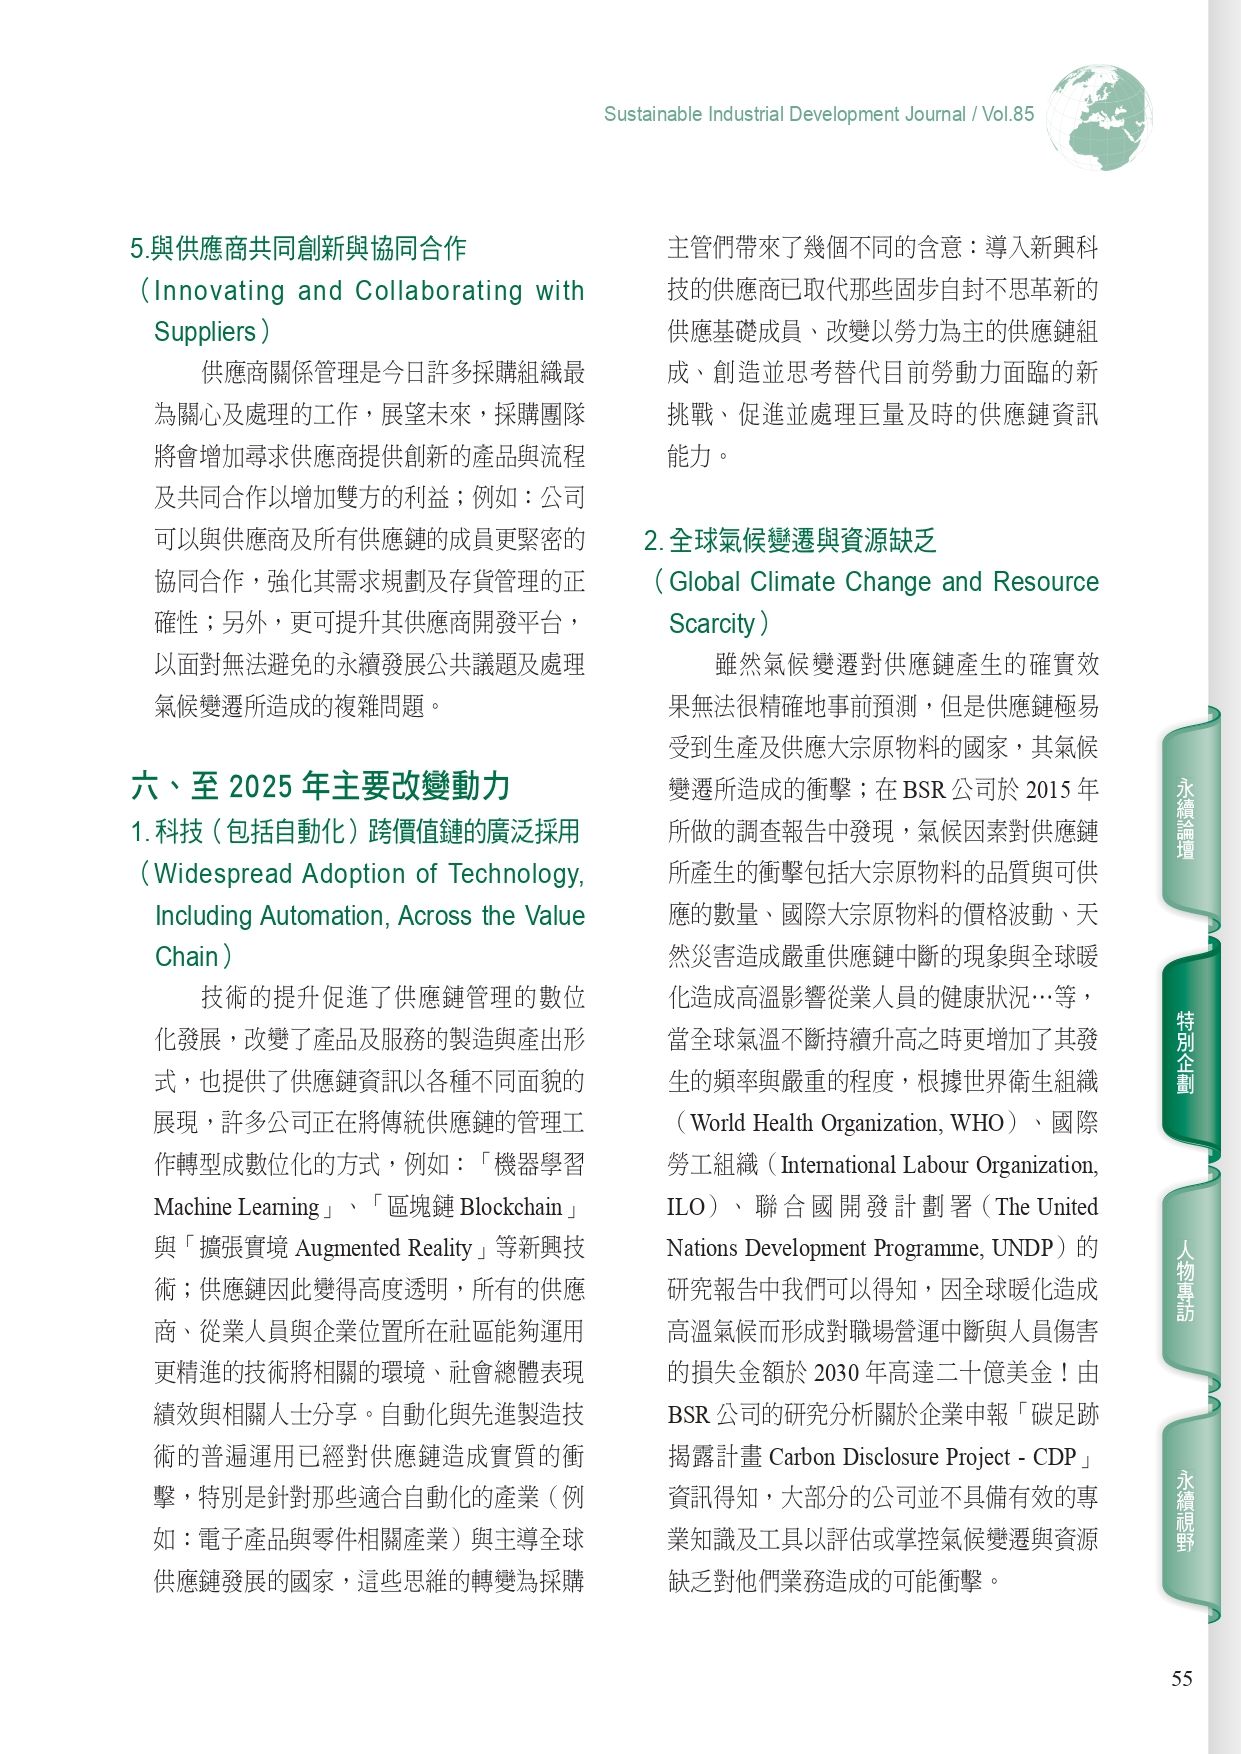 Sustainable Industrial Development Journal / Vol.85
5.與供應商共同創新與協同合作
（Innovating and Collaborating with
Suppliers）
供應商關係管理是今日許多採購組織最
為關心及處理的工作，展望未來，採購團隊
將會增加尋求供應商提供創新的產品與流程
及共同合作以增加雙方的利益；例如：公司
可以與供應商及所有供應鏈的成員更緊密的
協同合作，強化其需求規劃及存貨管理的正
確性；另外，更可提升其供應商開發平台，
以面對無法避免的永續發展公共議題及處理
氣候變遷所造成的複雜問題。
六、至 2025 年主要改變動力
1. 科技（包括自動化）跨價值鏈的廣泛採用
（Widespread Adoption of Technology,
Including Automation, Across the Value
Chain）
技術的提升促進了供應鏈管理的數位
化發展，改變了產品及服務的製造與產出形
式，也提供了供應鏈資訊以各種不同面貌的
展現，許多公司正在將傳統供應鏈的管理工
作轉型成數位化的方式，例如：「機器學習
Machine Learning」、「區塊鏈 Blockchain」
與「擴張實境 Augmented Reality」等新興技
術；供應鏈因此變得高度透明，所有的供應
商、從業人員與企業位置所在社區能夠運用
更精進的技術將相關的環境、社會總體表現
績效與相關人士分享。自動化與先進製造技
術的普遍運用已經對供應鏈造成實質的衝
擊，特別是針對那些適合自動化的產業（例
如：電子產品與零件相關產業）與主導全球
供應鏈發展的國家，這些思維的轉變為採購
主管們帶來了幾個不同的含意：導入新興科
技的供應商已取代那些固步自封不思革新的
供應基礎成員、改變以勞力為主的供應鏈組
成、創造並思考替代目前勞動力面臨的新
挑戰、促進並處理巨量及時的供應鏈資訊
能力。
2. 全球氣候變遷與資源缺乏
（Global Climate Change and Resource
Scarcity）
雖然氣候變遷對供應鏈產生的確實效
果無法很精確地事前預測，但是供應鏈極易
受到生產及供應大宗原物料的國家，其氣候
變遷所造成的衝擊；在 BSR 公司於 2015 年
所做的調查報告中發現，氣候因素對供應鏈
所產生的衝擊包括大宗原物料的品質與可供
應的數量、國際大宗原物料的價格波動、天
然災害造成嚴重供應鏈中斷的現象與全球暖
化造成高溫影響從業人員的健康狀況…等，
當全球氣溫不斷持續升高之時更增加了其發
生的頻率與嚴重的程度，根據世界衛生組織
（World Health Organization, WHO）、國際
勞工組織（International Labour Organization,
ILO）、聯合國開發計劃署（The United
Nations Development Programme, UNDP）的
研究報告中我們可以得知，因全球暖化造成
高溫氣候而形成對職場營運中斷與人員傷害
的損失金額於 2030 年高達二十億美金！由
BSR 公司的研究分析關於企業申報「碳足跡
揭露計畫 Carbon Disclosure Project - CDP」
資訊得知，大部分的公司並不具備有效的專
業知識及工具以評估或掌控氣候變遷與資源
缺乏對他們業務造成的可能衝擊。
永續論壇
特別企劃
人物專訪
永續視野
55